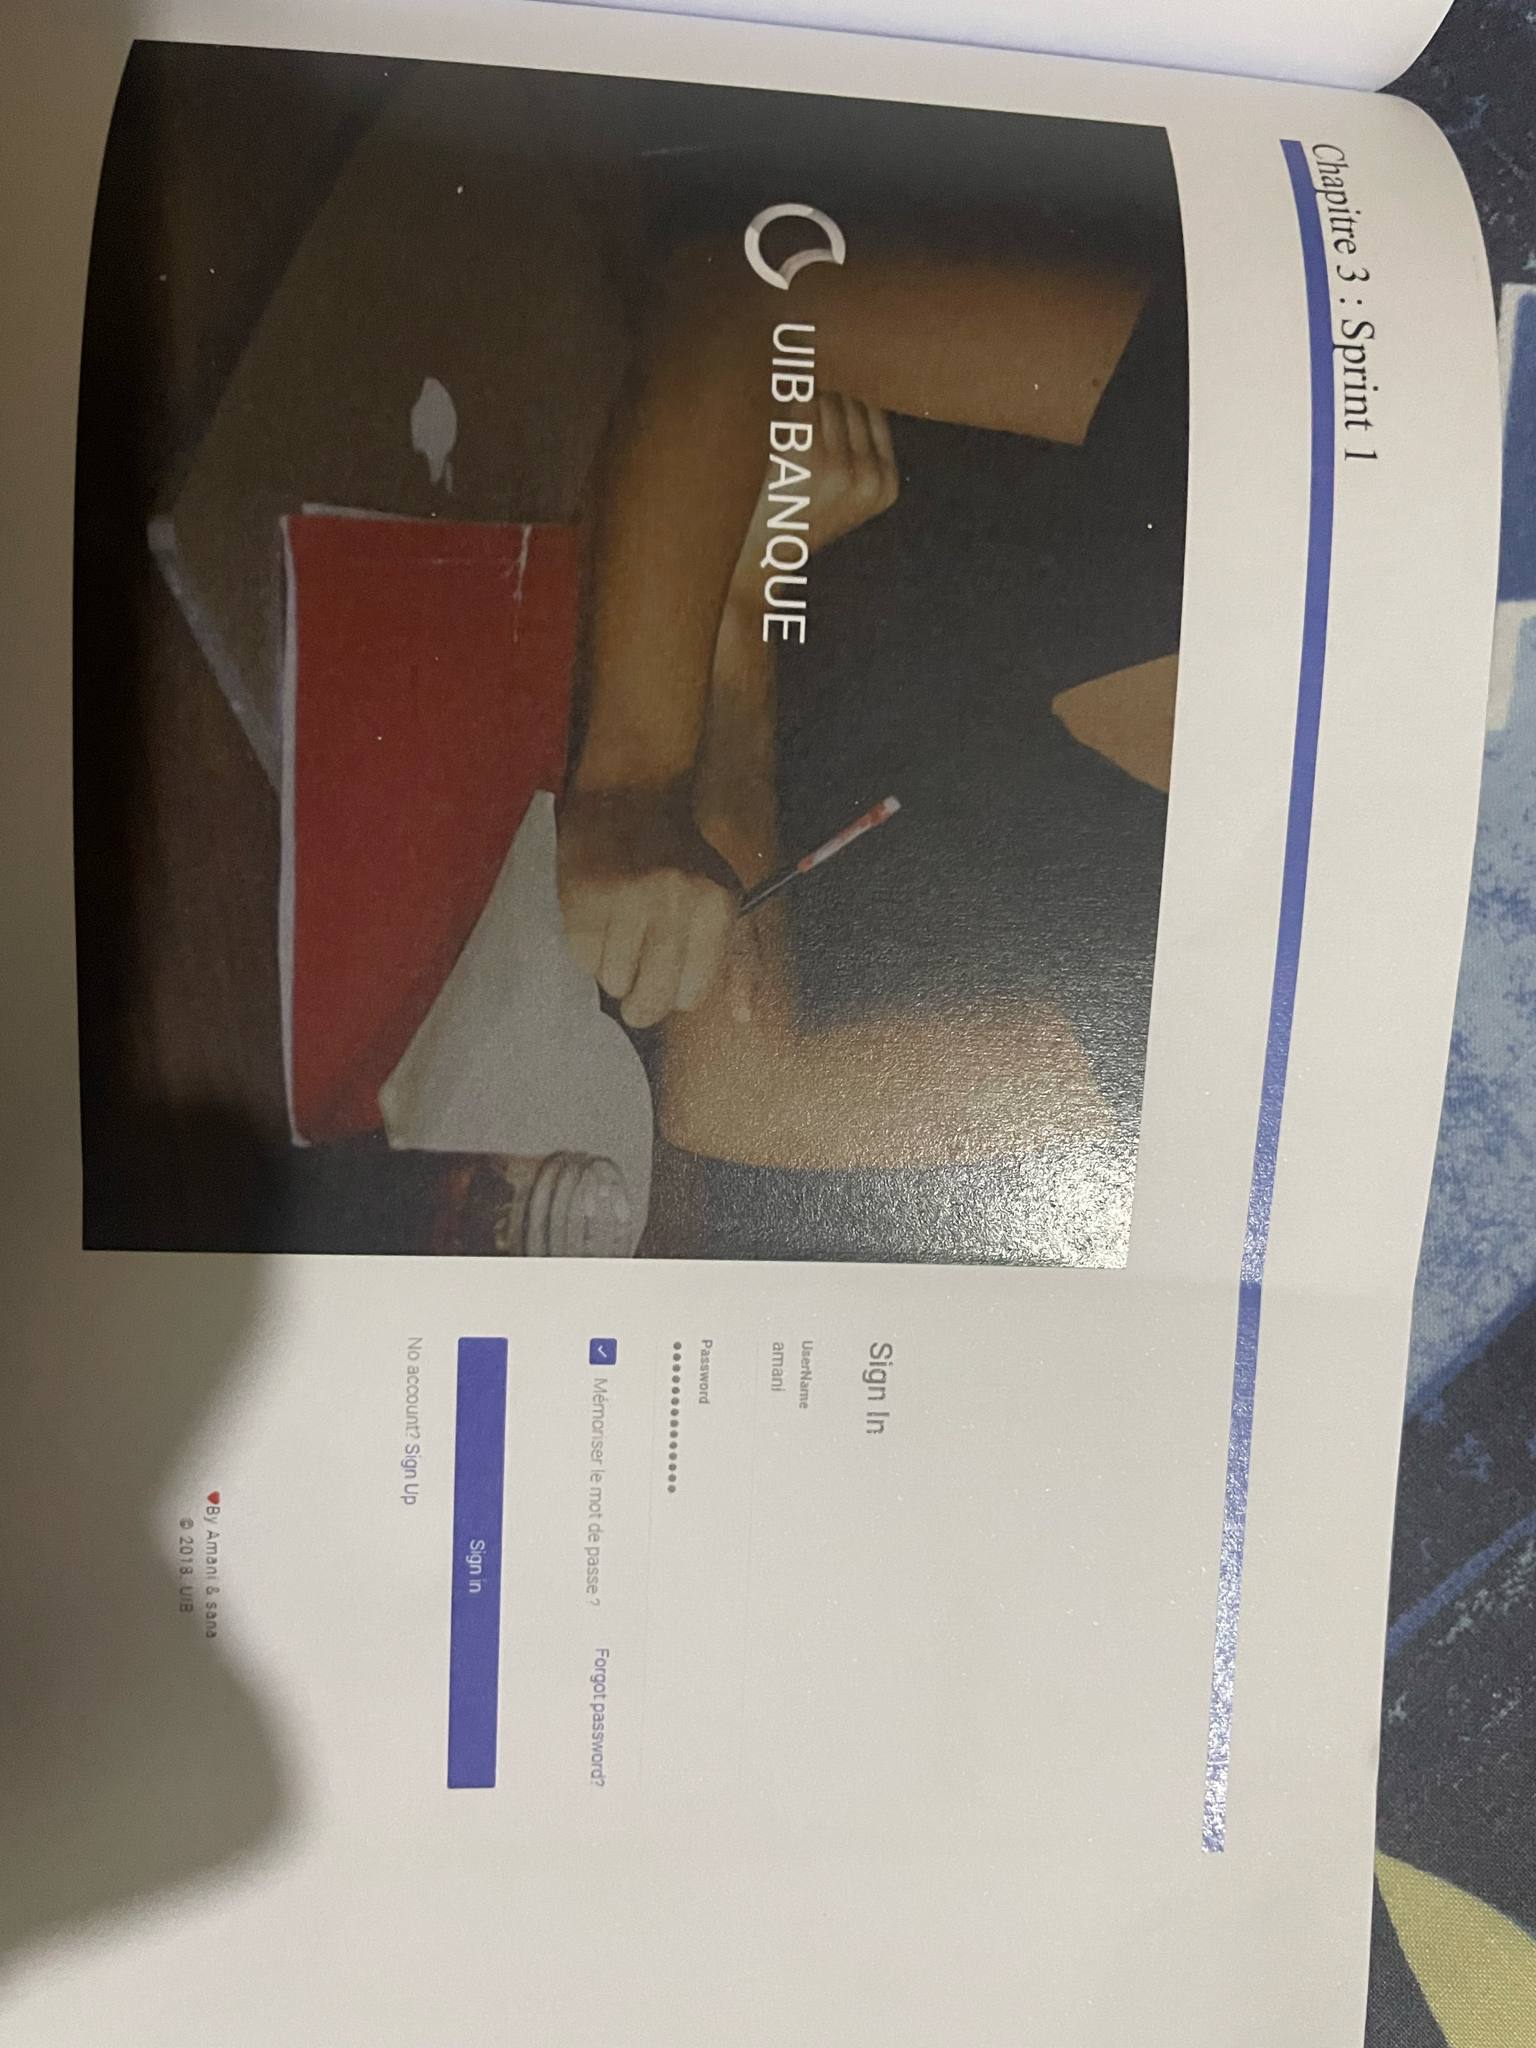 Chapitre 3 : Sprint 1
UIB BANQUE
Sign In
UserName
amani
Password
Mémoriser le mot de passe ?
Forgot password?
Sign in
No account? Sign Up
By Amani & sana
© 2018. UIB